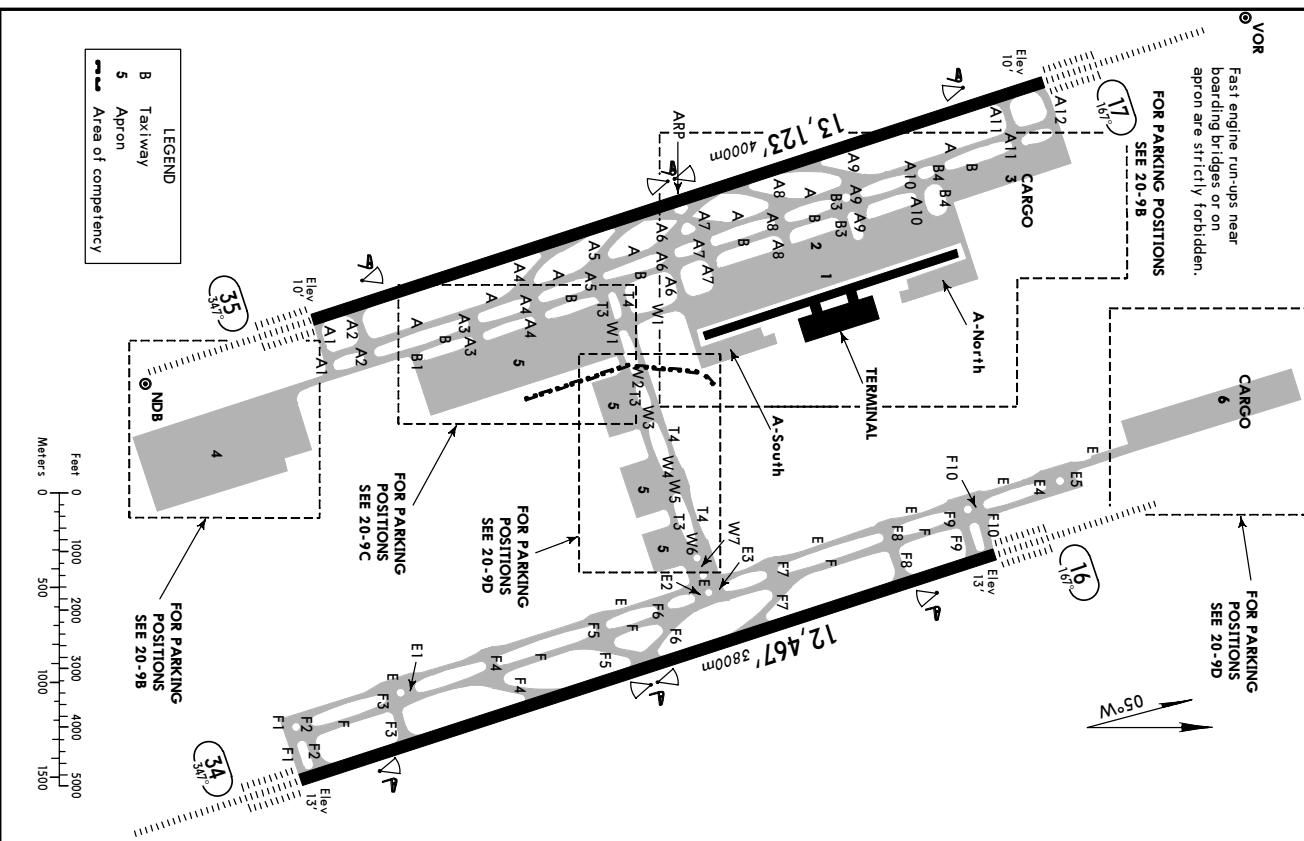 VOR
Fast engine run-ups near
boarding bridges or on
apron are strictly forbidden.
FOR PARKING POSITIONS
SEE 20-9B
Elev
10'
17
167°
A12
A11
A11
CARGO
3
B
A
B4
B4
A10
A10
A9
A9
A9
B3
B3
A
B
2
1
A8
A8
A8
A
B
A7
A7
A7
ARP
13,123' 4000m
A6
A6
A6
A
B
W1
A5
A5
T4
T3
W1
A4
A4
A4
A
B
A
A3
A3
5
A
B
B1
A2
A2
A1
A1
Elev
10'
35
347°
NDB
4
A-North
TERMINAL
A-South
W2
T3
5
W3
T4
W4
W5
5
T3
T4
W6
5
W7
E3
E2
E
FOR PARKING
POSITIONS
SEE 20-9C
FOR PARKING
POSITIONS
SEE 20-9D
FOR PARKING
POSITIONS
SEE 20-9B
CARGO
6
E
E5
E4
E
F10
F10
F9
F9
E
F
F8
F8
E
F
F7
F7
F6
F6
E
F
F5
F5
F
F4
F4
E1
E
F3
F3
F
F2
F2
F1
F1
Elev
13'
16
167°
12,467' 3800m
Elev
13'
34
347°
FOR PARKING
POSITIONS
SEE 20-9D
05°W
LEGEND
B Taxiway
5 Apron
Area of competency
Feet 0 1000 2000 3000 4000 5000
Meters 0 500 1000 1500